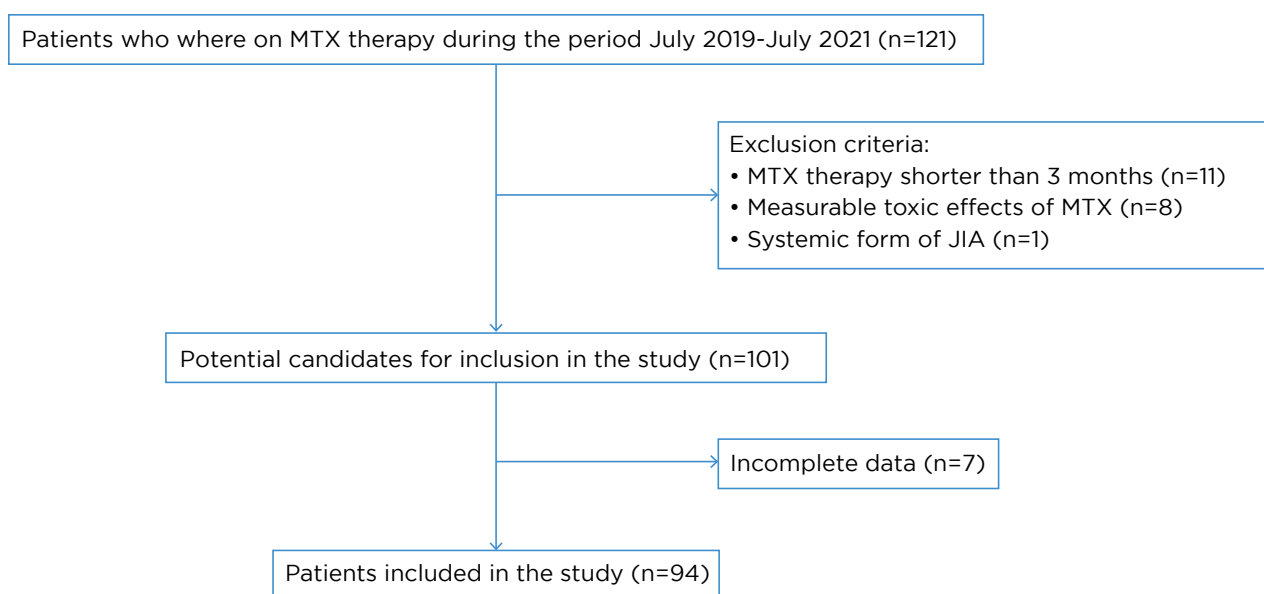 Patients who where on MTX therapy during the period July 2019-July 2021 (n=121)
Exclusion criteria:
• MTX therapy shorter than 3 months (n=11)
• Measurable toxic effects of MTX (n=8)
• Systemic form of JIA (n=1)
Potential candidates for inclusion in the study (n=101)
Incomplete data (n=7)
Patients included in the study (n=94)